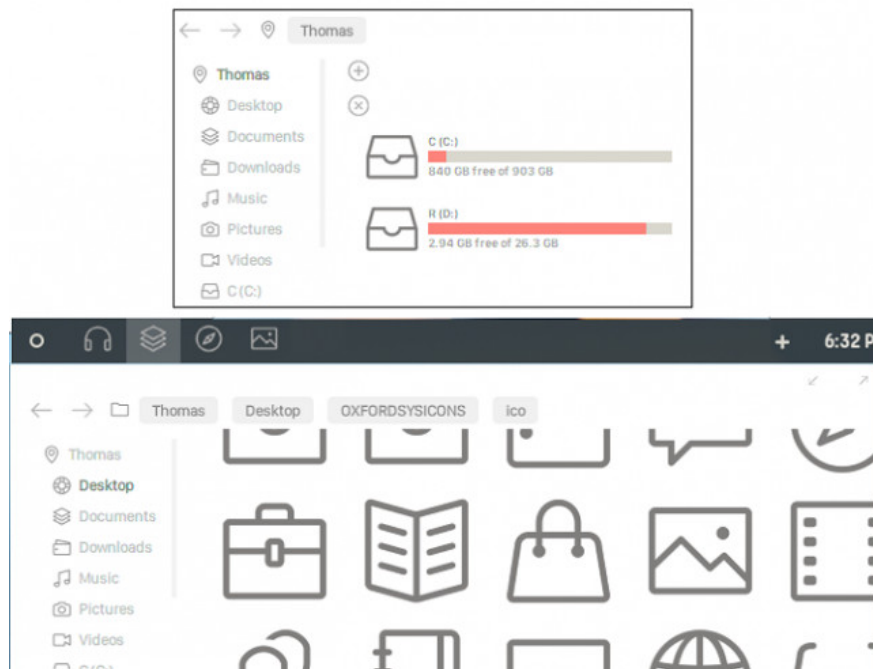 Thomas
Thomas
Desktop
Documents
Downloads
Music
Pictures
Videos
C (C:)
C (C:)
840 GB free of 903 GB
R (D:)
2.94 GB free of 26.3 GB
6:32 P
Thomas Desktop OXFORDSYSICONS ico
Thomas
Desktop
Documents
Downloads
Music
Pictures
Videos
C (C:)